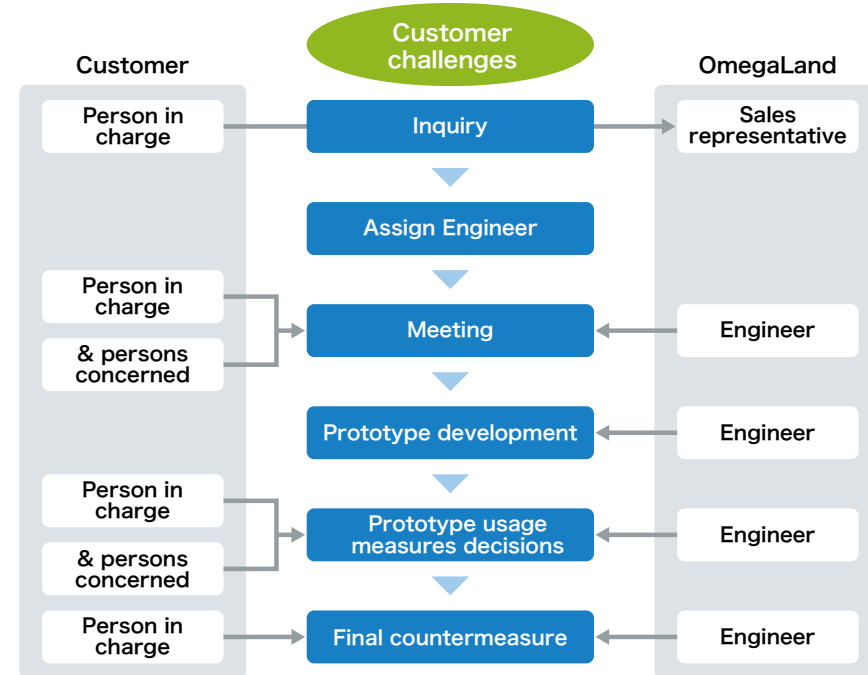 Customer
challenges
Customer
OmegaLand
Person in
charge
Inquiry
Sales
representative
Assign Engineer
Person in
charge
& persons
concerned
Meeting
Engineer
Prototype development
Engineer
Person in
charge
& persons
concerned
Prototype usage
measures decisions
Engineer
Person in
charge
Final countermeasure
Engineer